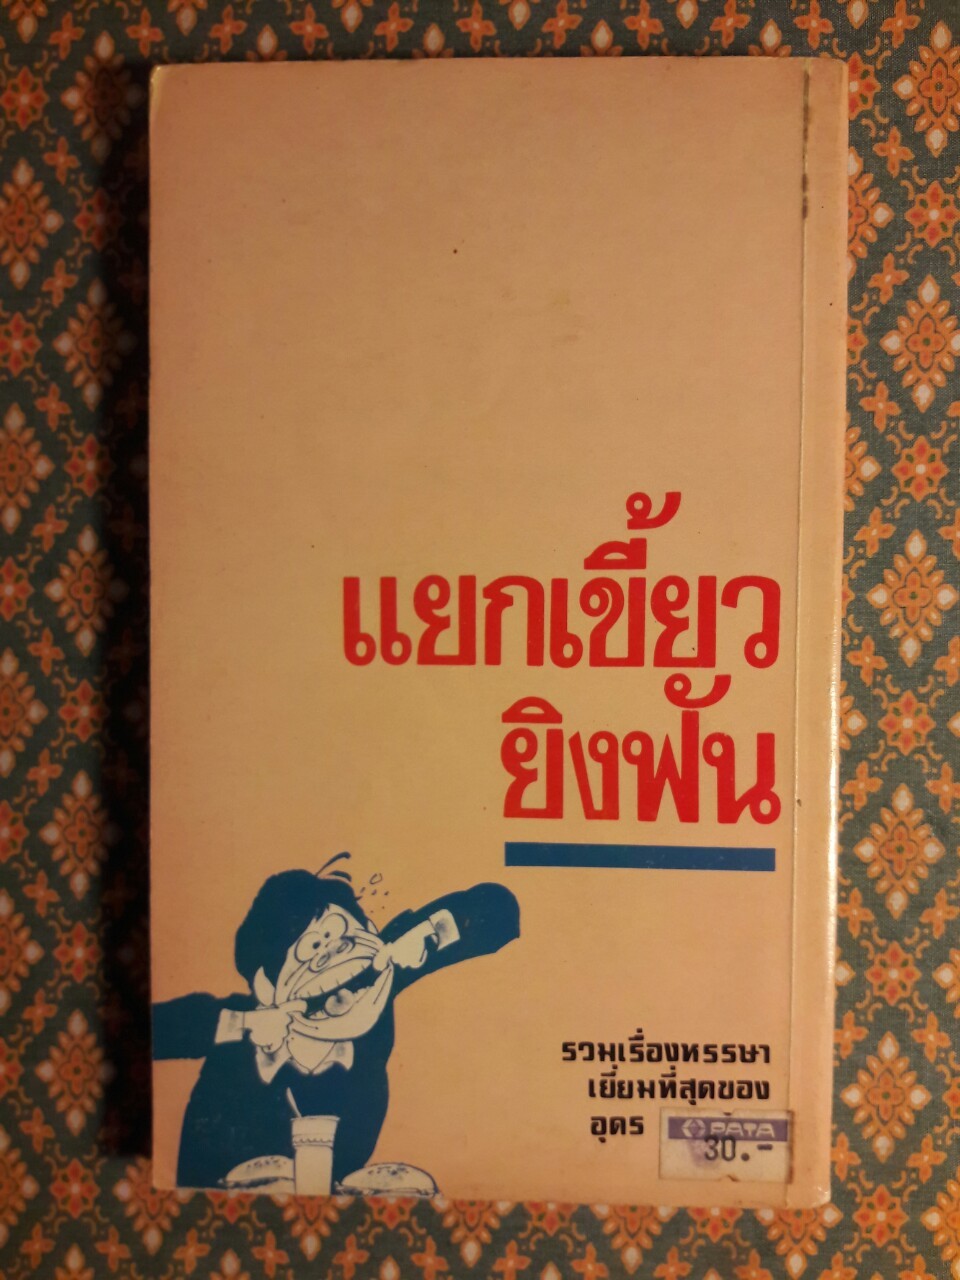 แยกเขี้ยว
ยิงฟัน
รวมเรื่องหรรษา
เยี่ยมที่สุดของ
อุดร
PATA
30.-